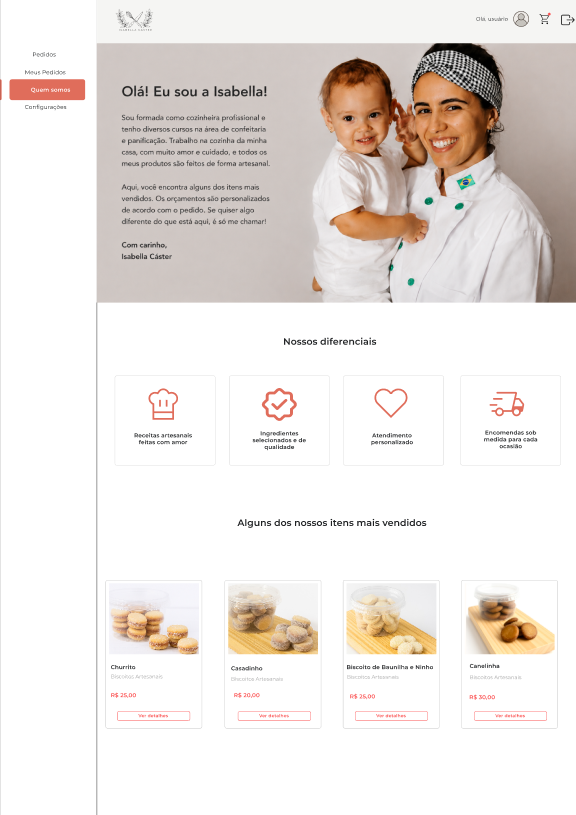 ISABELLA CÁSTER
Olá, usuário
Pedidos
Meus Pedidos
Quam somos
Configurações
Olá! Eu sou a Isabella!
Sou formada como cozinheira profissional e
tenho diversos cursos na área de confeitaria
e panificação. Trabalho na cozinha da minha
casa, com muito amor e cuidado, e todos os
meus produtos são feitos de forma artesanal.
Aqui, você encontra alguns dos itens mais
vendidos. Os orçamentos são personalizados
de acordo com o pedido. Se quiser algo
diferente do que está aqui, é só me chamar!
Com carinho,
Isabella Cáster
Nossos diferenciais
Receitas artesanais
feitas com amor
Ingredientes
selecionados e de
qualidade
Atendimento
personalizado
Encomendas sob
medida para cada
ocasião
Alguns dos nossos itens mais vendidos
Churrito
Biscoitos Artesanais
R$ 25,00
Ver detalhes
Casadinho
Biscoitos Artesanais
R$ 20,00
Ver detalhes
Biscoito de Baunilha e Ninho
Biscoitos Artesanais
R$ 25,00
Ver detalhes
Canelinha
Biscoitos Artesanais
R$ 30,00
Ver detalhes